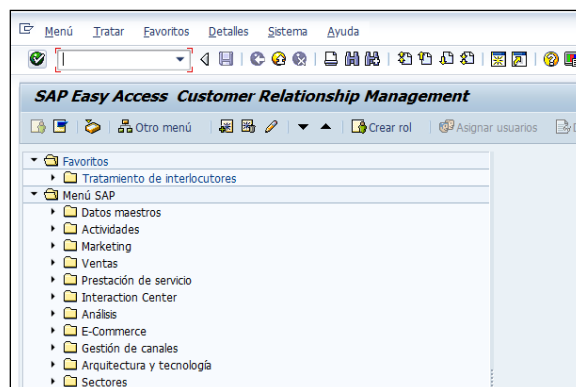 Menú Tratar Favoritos Detalles Sistema Ayuda
SAP Easy Access Customer Relationship Management
Otro menú Crear rol Asignar usuarios
Favoritos
Tratamiento de interlocutores
Menú SAP
Datos maestros
Actividades
Marketing
Ventas
Prestación de servicio
Interaction Center
Análisis
E-Commerce
Gestión de canales
Arquitectura y tecnología
Sectores